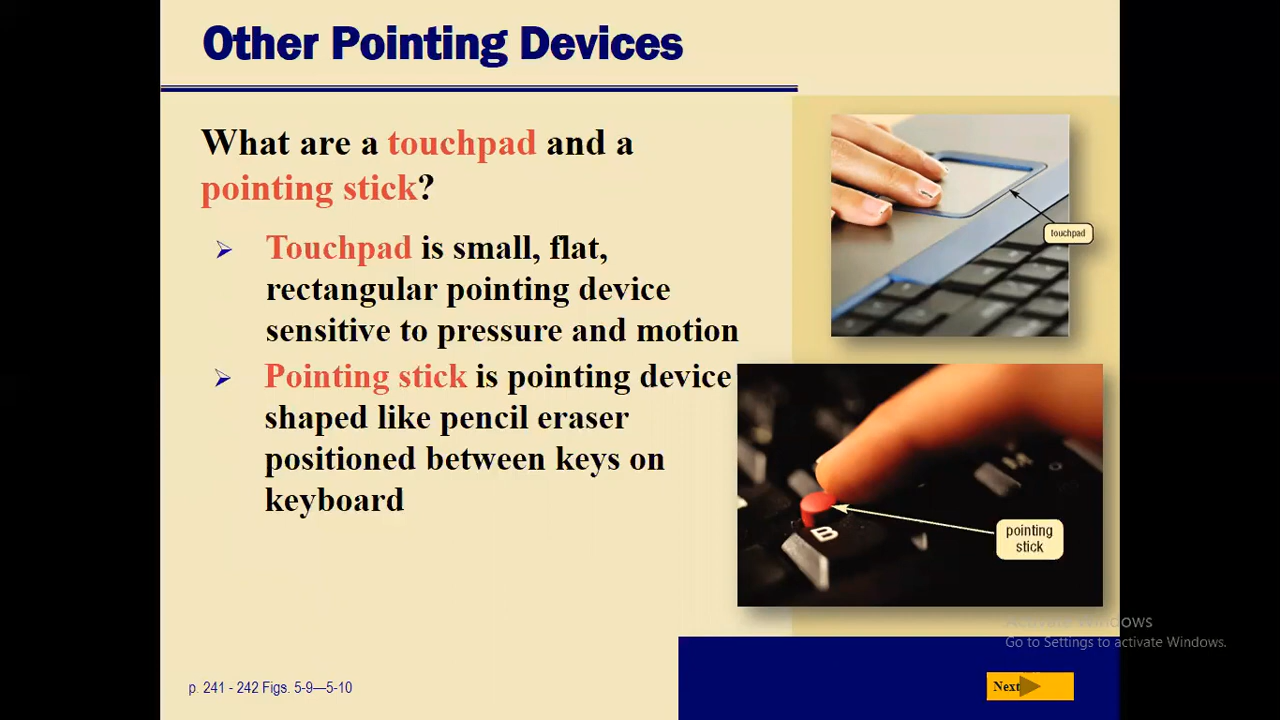 Other Pointing Devices
What are a touchpad and a
pointing stick?
Touchpad is small, flat,
rectangular pointing device
sensitive to pressure and motion
Pointing stick is pointing device
shaped like pencil eraser
positioned between keys on
keyboard
touchpad
B
M
pointing
stick
Activate Windows
Go to Settings to activate Windows.
p. 241 - 242 Figs. 5-9—5-10
Next